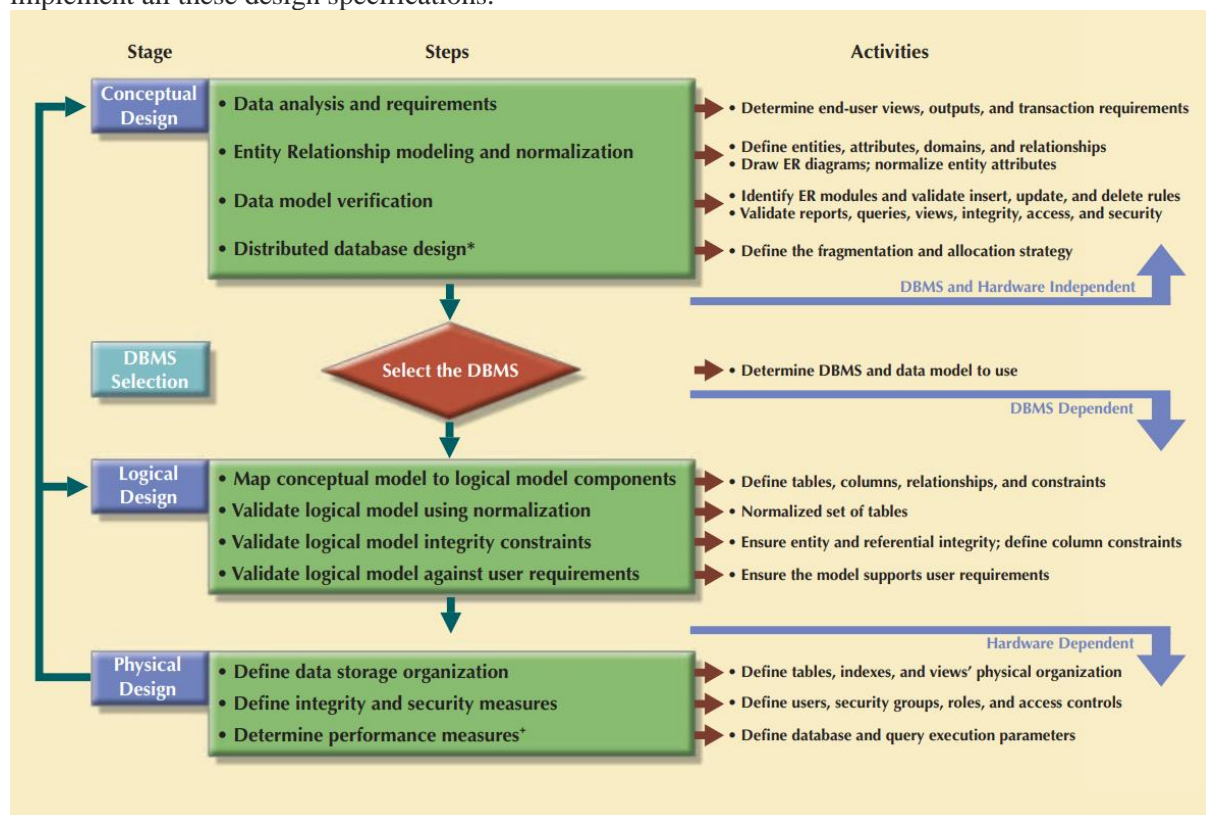 implement all these design specifications.
Stage Steps Activities
Conceptual
Design
• Data analysis and requirements
• Determine end-user views, outputs, and transaction requirements
• Entity Relationship modeling and normalization
• Define entities, attributes, domains, and relationships
• Draw ER diagrams; normalize entity attributes
• Data model verification
• Identify ER modules and validate insert, update, and delete rules
• Validate reports, queries, views, integrity, access, and security
• Distributed database design*
• Define the fragmentation and allocation strategy
DBMS and Hardware Independent
DBMS
Selection
Select the DBMS
• Determine DBMS and data model to use
DBMS Dependent
Logical
Design
• Map conceptual model to logical model components
• Define tables, columns, relationships, and constraints
• Validate logical model using normalization
• Normalized set of tables
• Validate logical model integrity constraints
• Ensure entity and referential integrity; define column constraints
• Validate logical model against user requirements
• Ensure the model supports user requirements
Hardware Dependent
Physical
Design
• Define data storage organization
• Define tables, indexes, and views' physical organization
• Define integrity and security measures
• Define users, security groups, roles, and access controls
• Determine performance measures+
• Define database and query execution parameters